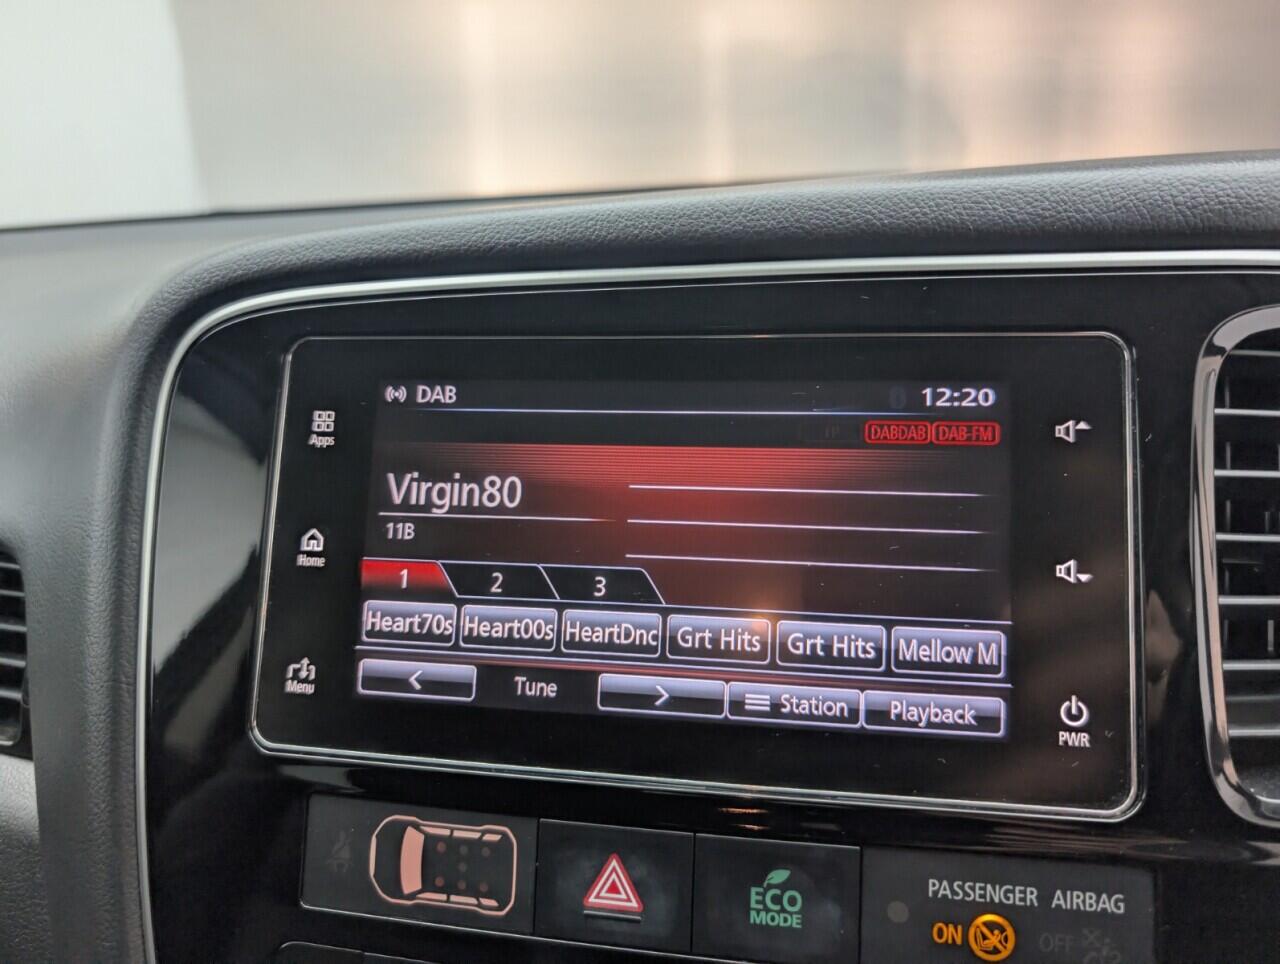 DAB 12:20
TP DABDAB DAB-FM
Apps
Virgin80
11B
Home
1 2 3
Heart70s Heart00s HeartDnc Grt Hits Grt Hits Mellow M
< Tune > Station Playback
Menu
PWR
ECO
MODE
PASSENGER AIRBAG
ON OFF